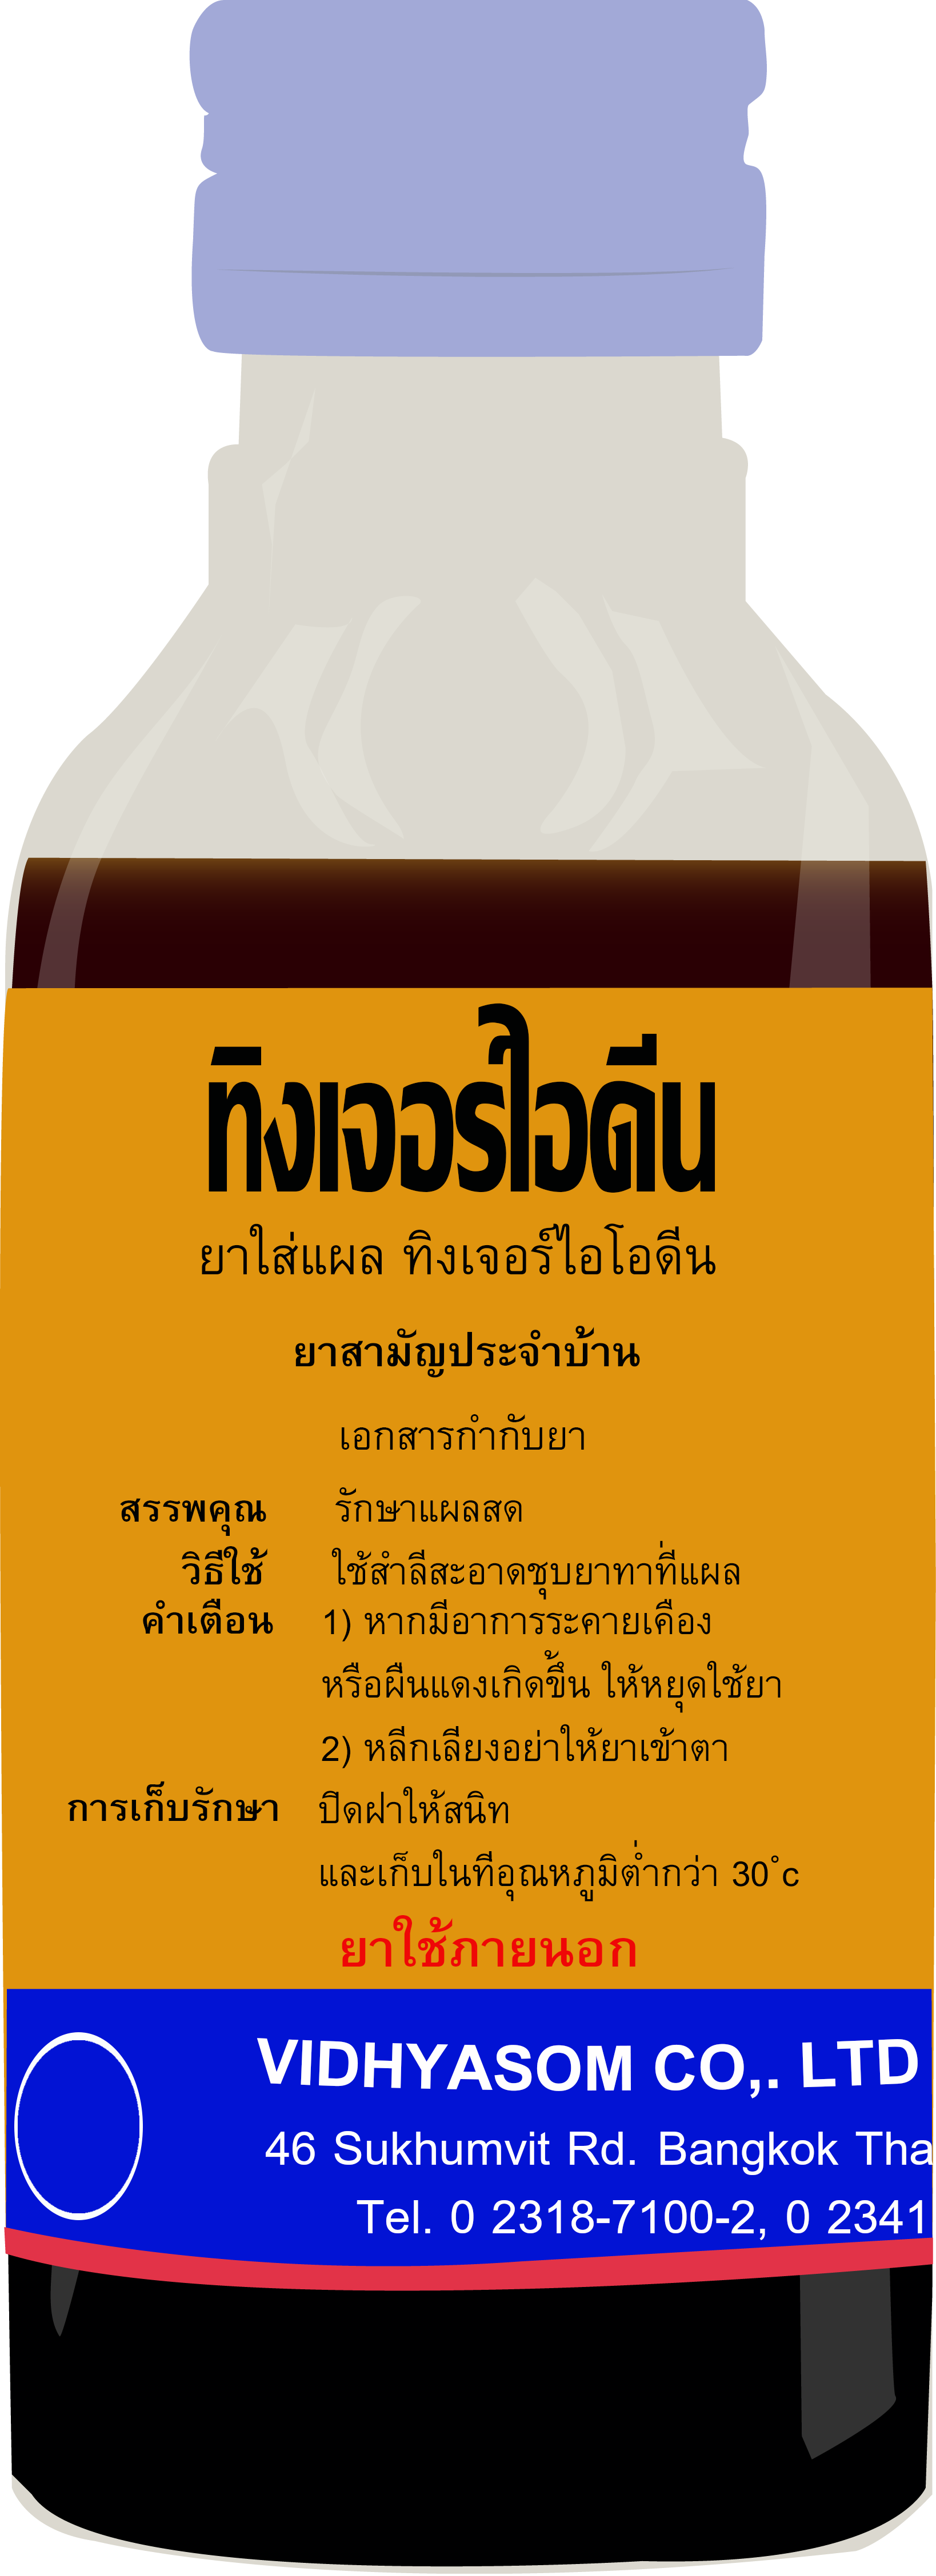 ทิงเจอร์ไอดีน
ยาใส่แผล ทิงเจอร์ไอโอดีน
ยาสามัญประจำบ้าน
เอกสารกำกับยา
สรรพคุณ รักษาแผลสด
วิธีใช้ ใช้สำลีสะอาดชุบยาทาที่แผล
คำเตือน 1) หากมีอาการระคายเคือง
หรือผืนแดงเกิดขึ้น ให้หยุดใช้ยา
2) หลีกเลียงอย่าให้ยาเข้าตา
การเก็บรักษา ปิดฝาให้สนิท
และเก็บในทีอุณหภูมิต่ำกว่า 30°c
ยาใช้ภายนอก
VIDHYASOM CO,. LTD
46 Sukhumvit Rd. Bangkok Tha
Tel. 0 2318-7100-2, 0 2341